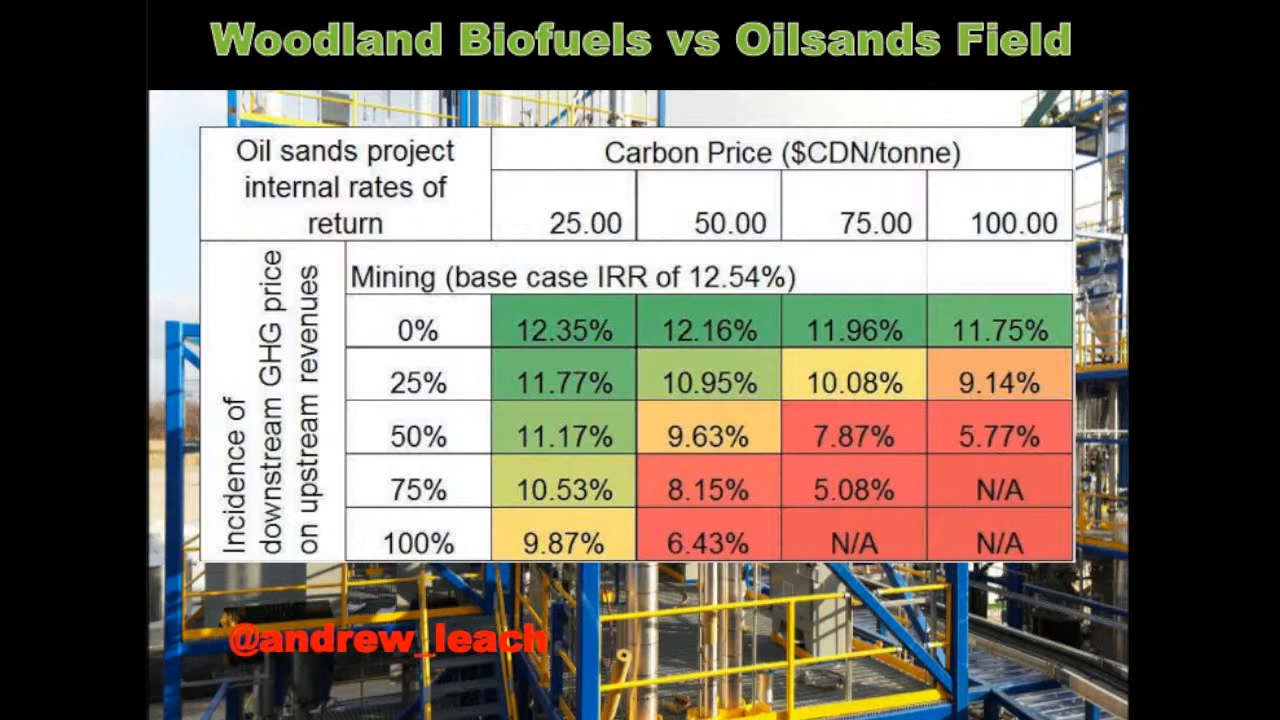 Woodland Biofuels vs Oilsands Field
Oil sands project
internal rates of
return
Carbon Price ($CDN/tonne)
25.00 50.00 75.00 100.00
Incidence of
downstream GHG price
on upstream revenues
Mining (base case IRR of 12.54%)
0% 12.35% 12.16% 11.96% 11.75%
25% 11.77% 10.95% 10.08% 9.14%
50% 11.17% 9.63% 7.87% 5.77%
75% 10.53% 8.15% 5.08% N/A
100% 9.87% 6.43% N/A N/A
@andrew_leach